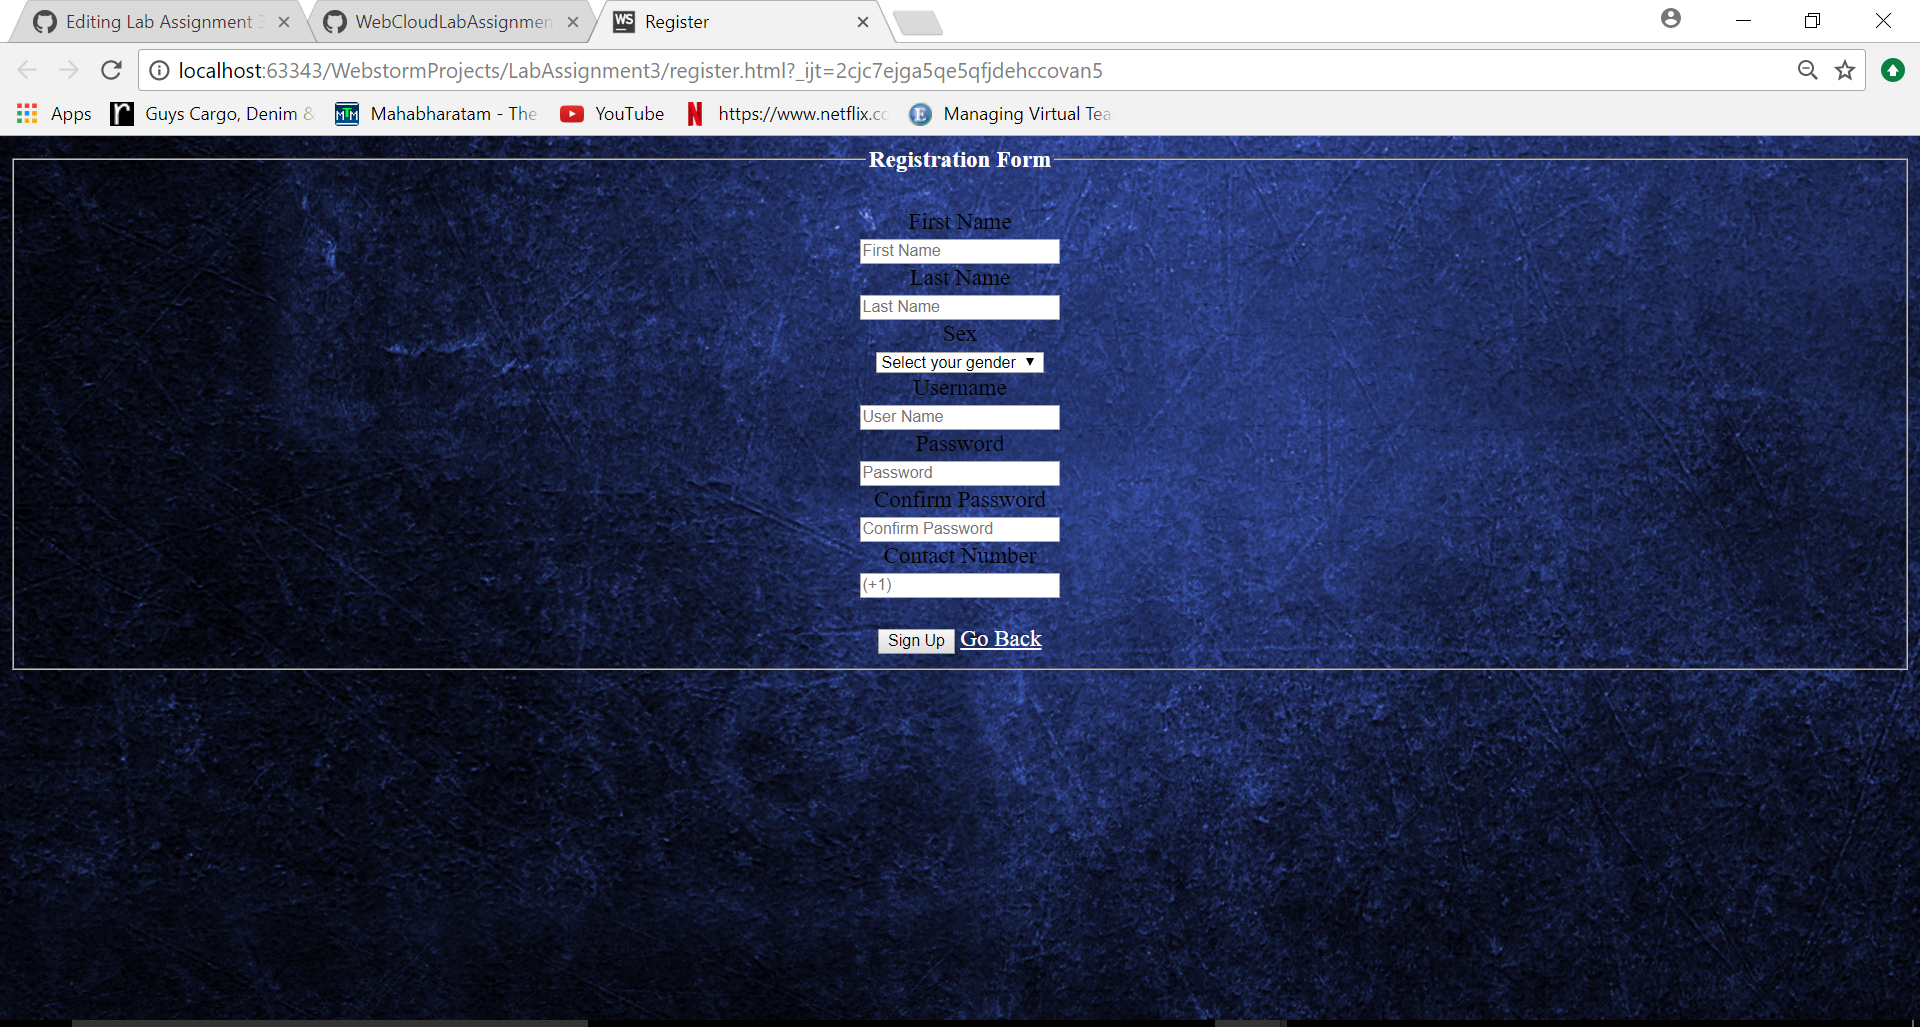 Editing Lab Assignment 3
WebCloudLabAssignmen
WS
Register
localhost:63343/WebstormProjects/LabAssignment3/register.html?_ijt=2cjc7ejga5qe5qfjdehccovan5
Apps
r
Guys Cargo, Denim &
MTM
Mahabharatam - The
YouTube
N
https://www.netflix.cc
E
Managing Virtual Tea
Registration Form
First Name
First Name
Last Name
Last Name
Sex
Select your gender
Username
User Name
Password
Password
Confirm Password
Confirm Password
Contact Number
(+1)
Sign Up Go Back